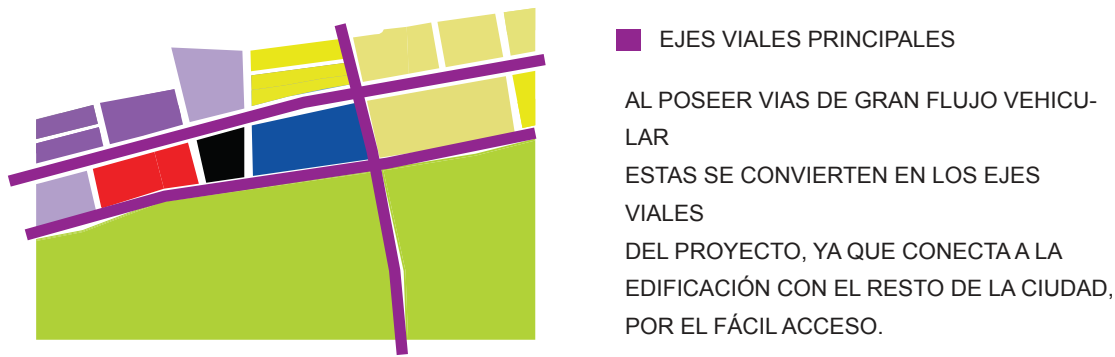 EJES VIALES PRINCIPALES
AL POSEER VIAS DE GRAN FLUJO VEHICU-
LAR
ESTAS SE CONVIERTEN EN LOS EJES
VIALES
DEL PROYECTO, YA QUE CONECTA A LA
EDIFICACIÓN CON EL RESTO DE LA CIUDAD,
POR EL FÁCIL ACCESO.